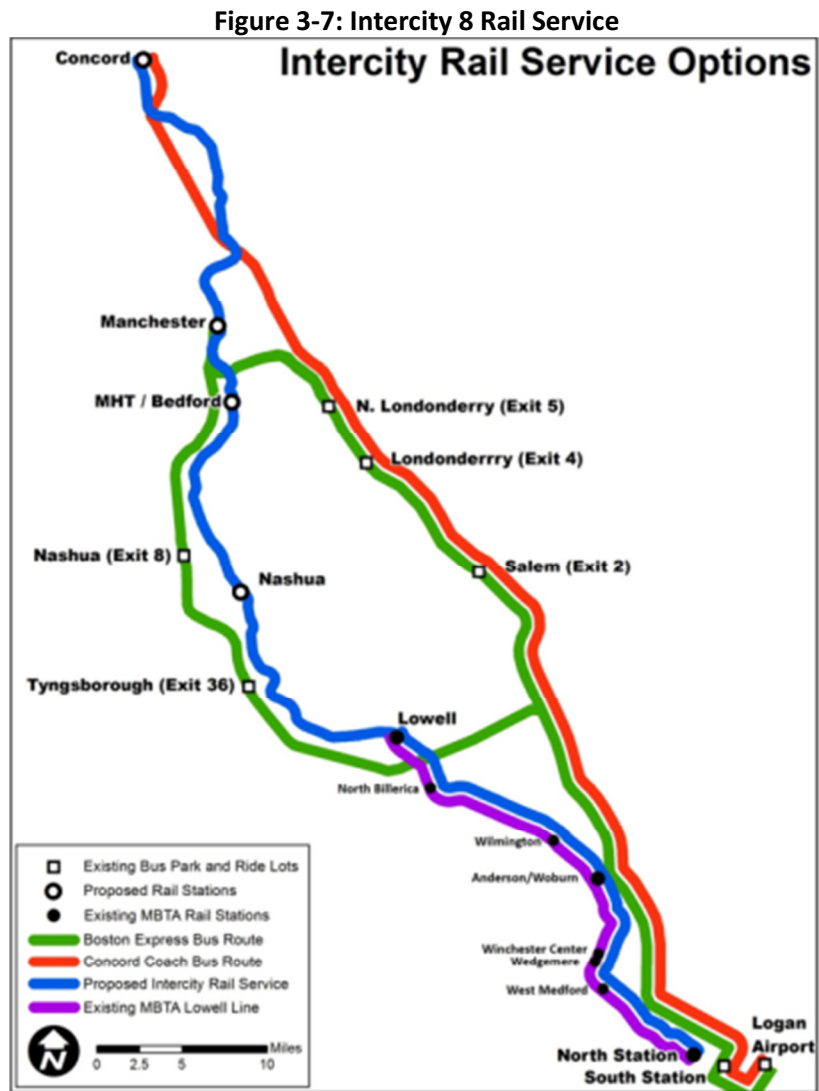 Figure 3-7: Intercity 8 Rail Service
Intercity Rail Service Options
Concord
Manchester
MHT / Bedford
N. Londonderry (Exit 5)
Londonderrry (Exit 4)
Nashua (Exit 8)
Salem (Exit 2)
Nashua
Tyngsborough (Exit 36)
Lowell
North Billerica
Wilmington
Anderson/Woburn
Winchester Center
Wedgemere
West Medford
Logan
Airport
North Station
South Station
Existing Bus Park and Ride Lots
Proposed Rail Stations
Existing MBTA Rail Stations
Boston Express Bus Route
Concord Coach Bus Route
Proposed Intercity Rail Service
Existing MBTA Lowell Line
N
Miles
0 2.5 5 10